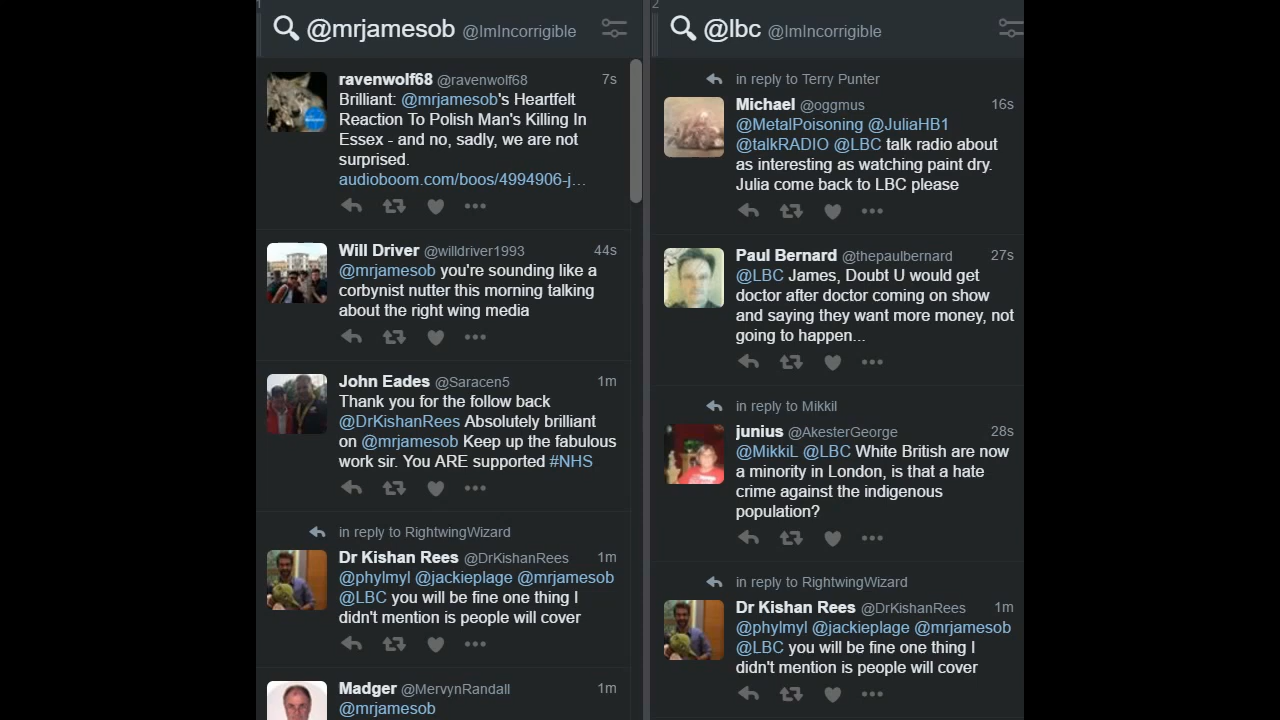 1
@mrjamesob @ImIncorrigible
ravenwolf68 @ravenwolf68 7s
Brilliant: @mrjamesob's Heartfelt
Reaction To Polish Man's Killing In
Essex - and no, sadly, we are not
surprised.
audioboom.com/boos/4994906-j…
Will Driver @willdriver1993 44s
@mrjamesob you're sounding like a
corbynist nutter this morning talking
about the right wing media
John Eades @Saracen5 1m
Thank you for the follow back
@DrKishanRees Absolutely brilliant
on @mrjamesob Keep up the fabulous
work sir. You ARE supported #NHS
in reply to RightwingWizard
Dr Kishan Rees @DrKishanRees 1m
@phylmyl @jackieplage @mrjamesob
@LBC you will be fine one thing I
didn't mention is people will cover
Madger @MervynRandall 1m
@mrjamesob
2
@lbc @ImIncorrigible
in reply to Terry Punter
Michael @oggmus 16s
@MetalPoisoning @JuliaHB1
@talkRADIO @LBC talk radio about
as interesting as watching paint dry.
Julia come back to LBC please
Paul Bernard @thepaulbernard 27s
@LBC James, Doubt U would get
doctor after doctor coming on show
and saying they want more money, not
going to happen...
in reply to Mikkil
junius @AkesterGeorge 28s
@MikkiL @LBC White British are now
a minority in London, is that a hate
crime against the indigenous
population?
in reply to RightwingWizard
Dr Kishan Rees @DrKishanRees 1m
@phylmyl @jackieplage @mrjamesob
@LBC you will be fine one thing I
didn't mention is people will cover